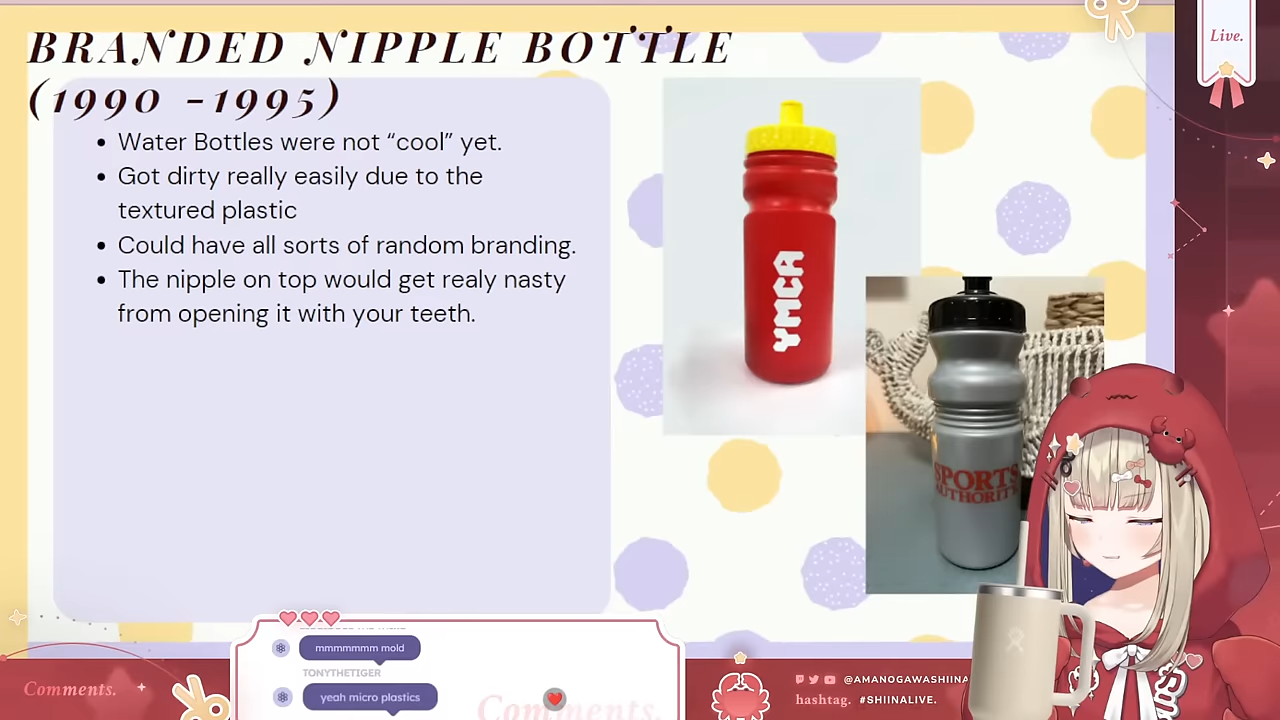 BRANDED NIPPLE BOTTLE
(1990 -1995)
• Water Bottles were not “cool” yet.
• Got dirty really easily due to the
textured plastic
• Could have all sorts of random branding.
• The nipple on top would get realy nasty
from opening it with your teeth.
YMCA
SPORTS
AUTHORITY
Live.
Comments.
mmmmmmm mold
TONYTHETIGER
yeah micro plastics
Comments.
@AMANOGAWASHIINA
hashtag. #SHIINALIVE.